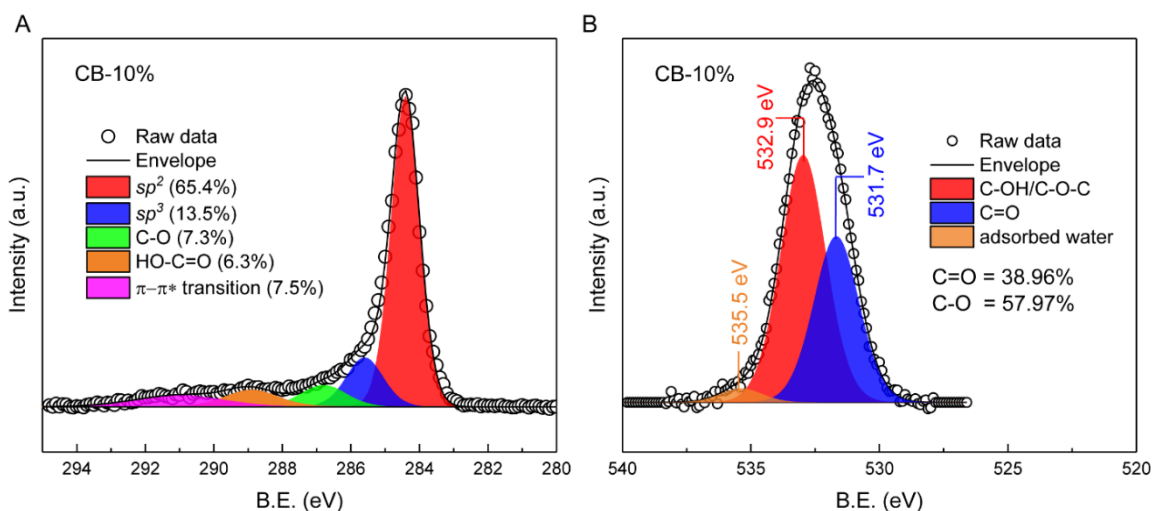 A
CB-10%
Raw data
Envelope
sp² (65.4%)
sp³ (13.5%)
C-O (7.3%)
HO-C=O (6.3%)
π−π* transition (7.5%)
Intensity (a.u.)
294 292 290 288 286 284 282 280
B.E. (eV)
B
CB-10%
532.9 eV
531.7 eV
535.5 eV
Raw data
Envelope
C-OH/C-O-C
C=O
adsorbed water
C=O = 38.96%
C-O = 57.97%
Intensity (a.u.)
540 535 530 525 520
B.E. (eV)